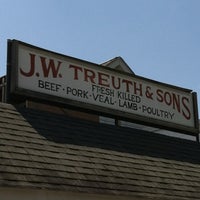 J.W. TREUTH & SONS
FRESH KILLED
BEEF · PORK · VEAL · LAMB · POULTRY